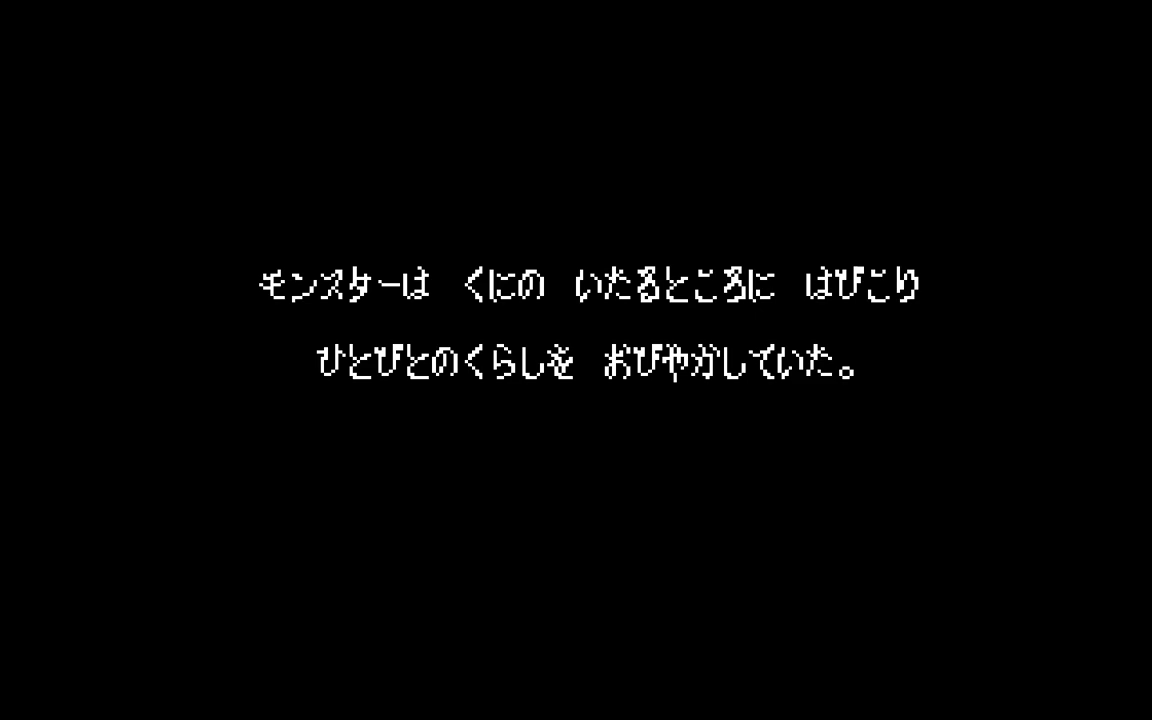 モンスターは くにの いたるところに はびこり
ひとびとのくらしを おびやかしていた。